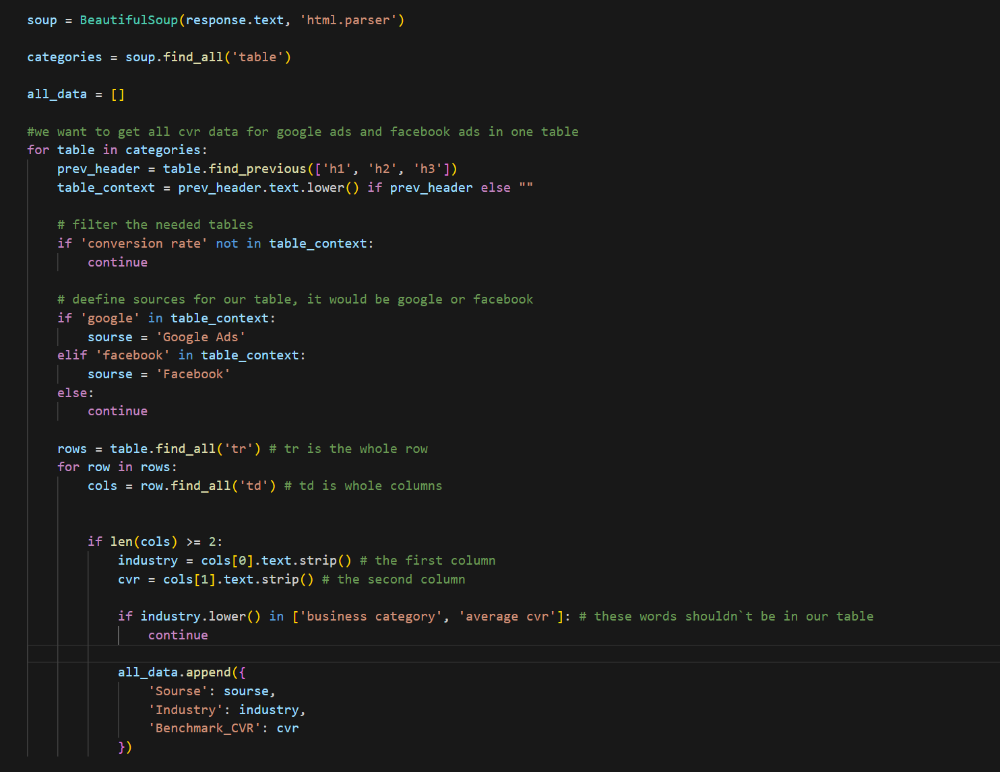 soup = BeautifulSoup(response.text, 'html.parser')
categories = soup.find_all('table')
all_data = []
#we want to get all cvr data for google ads and facebook ads in one table
for table in categories:
    prev_header = table.find_previous(['h1', 'h2', 'h3'])
    table_context = prev_header.text.lower() if prev_header else ""
    # filter the needed tables
    if 'conversion rate' not in table_context:
        continue
    # deefine sources for our table, it would be google or facebook
    if 'google' in table_context:
        sourse = 'Google Ads'
    elif 'facebook' in table_context:
        sourse = 'Facebook'
    else:
        continue
    rows = table.find_all('tr') # tr is the whole row
    for row in rows:
        cols = row.find_all('td') # td is whole columns
        if len(cols) >= 2:
            industry = cols[0].text.strip() # the first column
            cvr = cols[1].text.strip() # the second column
            if industry.lower() in ['business category', 'average cvr']: # these words shouldn`t be in our table
                continue
            all_data.append({
                'Sourse': sourse,
                'Industry': industry,
                'Benchmark_CVR': cvr
            })